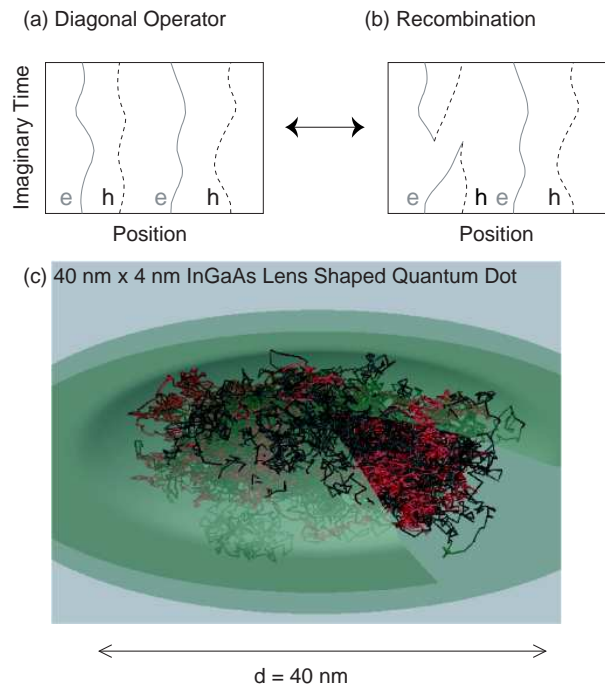 (a) Diagonal Operator
(b) Recombination
Imaginary Time
e h e h
e h e h
Position
Position
(c) 40 nm x 4 nm InGaAs Lens Shaped Quantum Dot
d = 40 nm